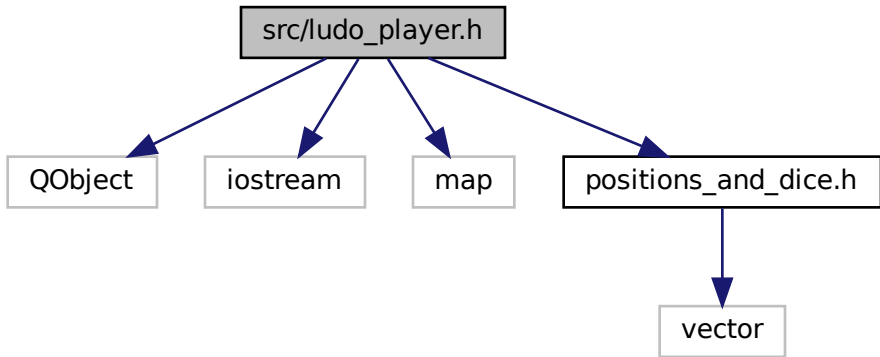 src/ludo_player.h
QObject
iostream
map
positions_and_dice.h
vector